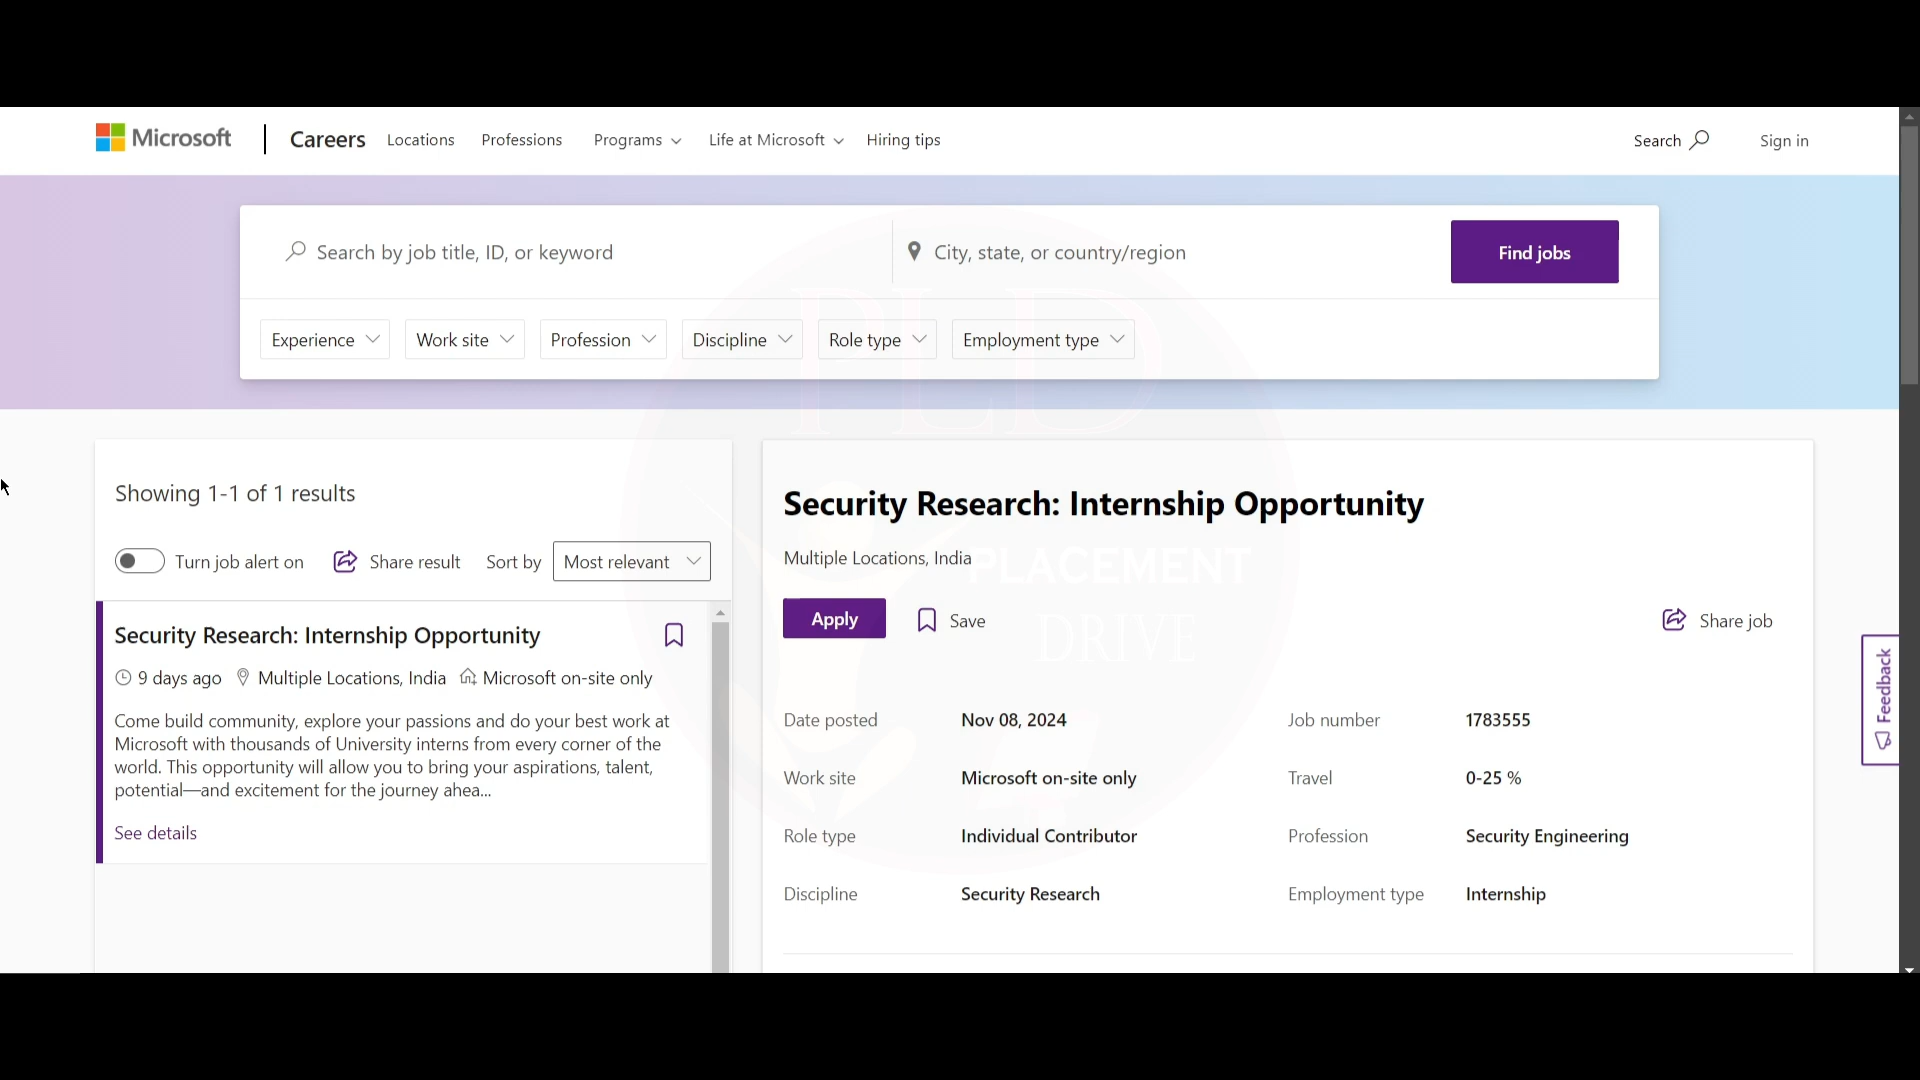 Microsoft
Careers Locations Professions Programs Life at Microsoft Hiring tips
Search Sign in
Search by job title, ID, or keyword
City, state, or country/region
Find jobs
Experience Work site Profession Discipline Role type Employment type
Showing 1-1 of 1 results
Turn job alert on Share result Sort by Most relevant
Security Research: Internship Opportunity
9 days ago Multiple Locations, India Microsoft on-site only
Come build community, explore your passions and do your best work at
Microsoft with thousands of University interns from every corner of the
world. This opportunity will allow you to bring your aspirations, talent,
potential—and excitement for the journey ahea...
See details
Security Research: Internship Opportunity
Multiple Locations, India
Apply Save Share job
Date posted Nov 08, 2024 Job number 1783555
Work site Microsoft on-site only Travel 0-25 %
Role type Individual Contributor Profession Security Engineering
Discipline Security Research Employment type Internship
Feedback
PLD
PLACEMENT
DRIVE